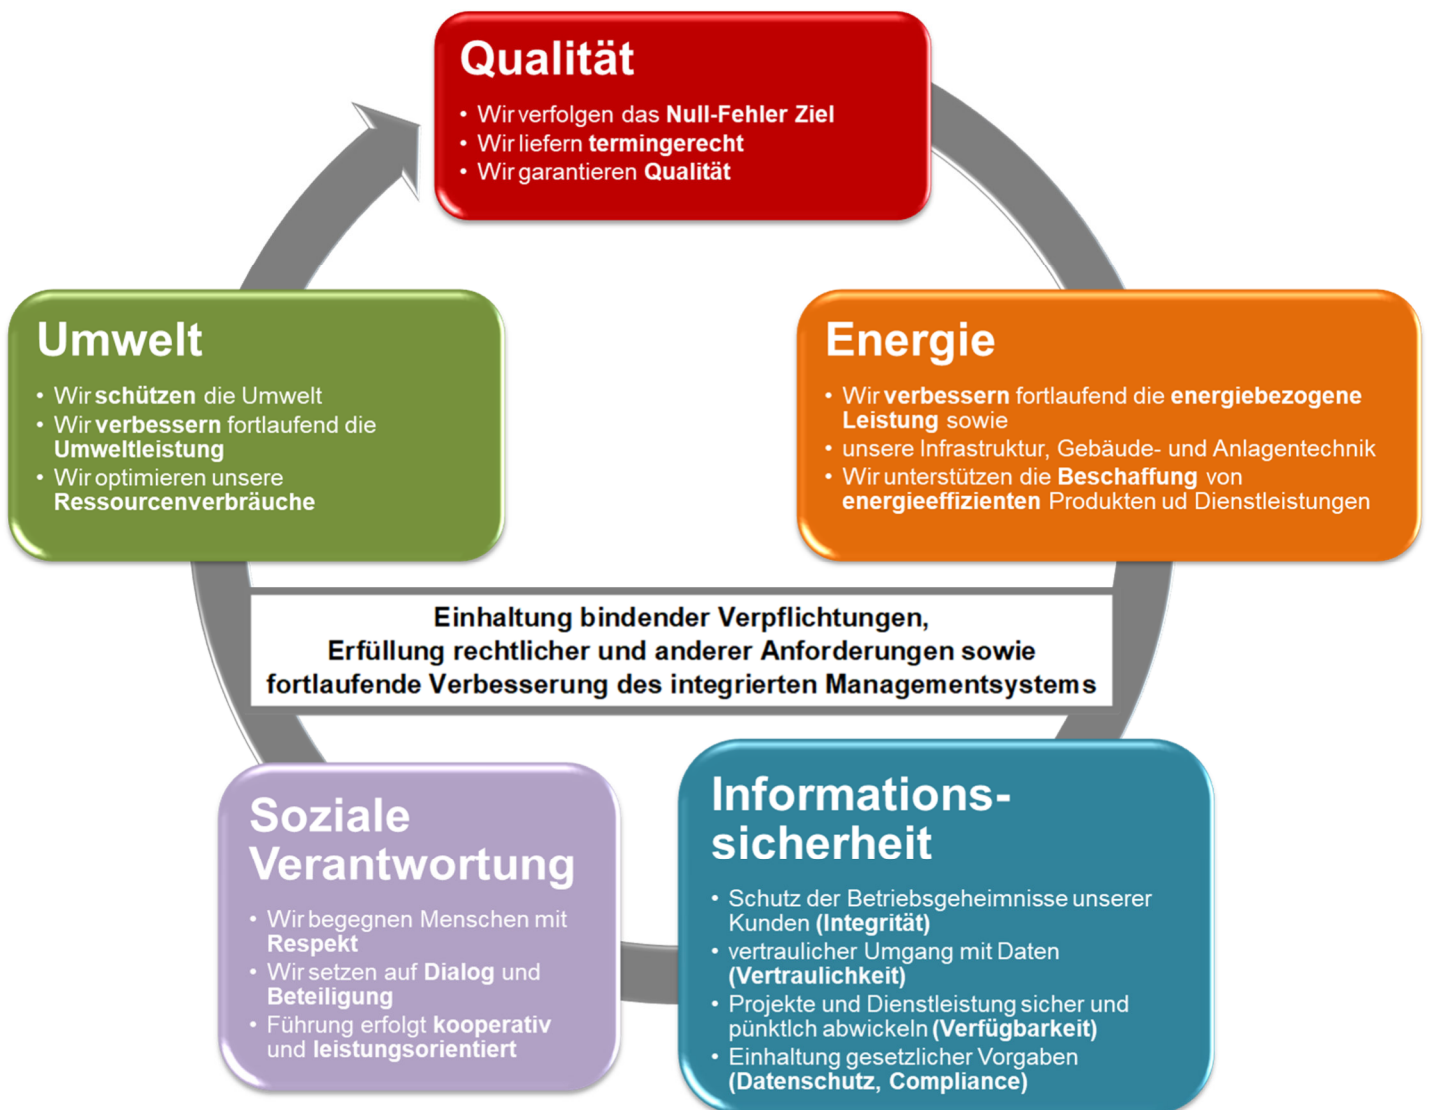 Qualität
• Wir verfolgen das Null-Fehler Ziel
• Wir liefern termingerecht
• Wir garantieren Qualität
Umwelt
• Wir schützen die Umwelt
• Wir verbessern fortlaufend die
Umweltleistung
• Wir optimieren unsere
Ressourcenverbräuche
Energie
• Wir verbessern fortlaufend die energiebezogene
Leistung sowie
• unsere Infrastruktur, Gebäude- und Anlagentechnik
• Wir unterstützen die Beschaffung von
energieeffizienten Produkten ud Dienstleistungen
Einhaltung bindender Verpflichtungen,
Erfüllung rechtlicher und anderer Anforderungen sowie
fortlaufende Verbesserung des integrierten Managementsystems
Soziale
Verantwortung
• Wir begegnen Menschen mit
Respekt
• Wir setzen auf Dialog und
Beteiligung
• Führung erfolgt kooperativ
und leistungsorientiert
Informations-
sicherheit
• Schutz der Betriebsgeheimnisse unserer
Kunden (Integrität)
• vertraulicher Umgang mit Daten
(Vertraulichkeit)
• Projekte und Dienstleistung sicher und
pünktlch abwickeln (Verfügbarkeit)
• Einhaltung gesetzlicher Vorgaben
(Datenschutz, Compliance)